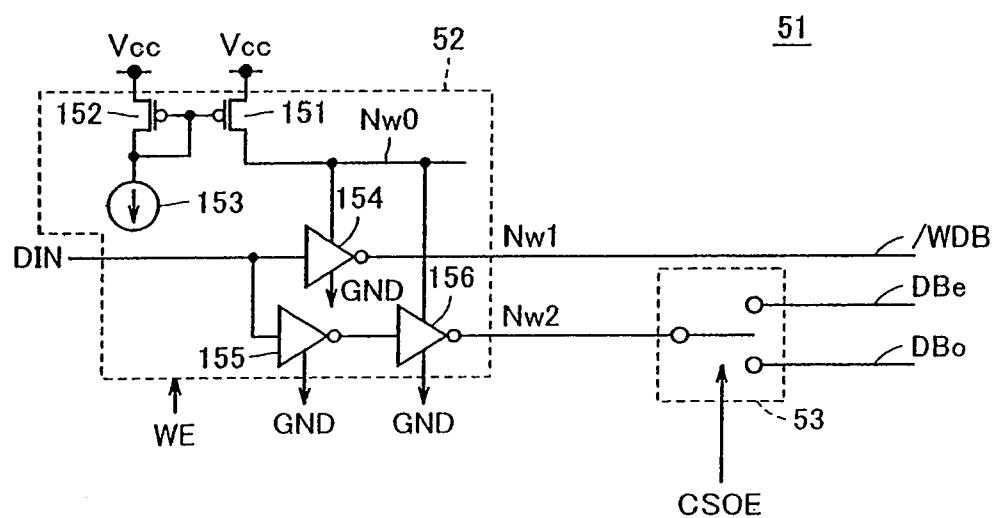 51
52
Vcc
Vcc
152
151
Nw0
153
154
DIN
Nw1
/WDB
GND
156
DBe
Nw2
155
DBo
GND
GND
WE
53
CSOE